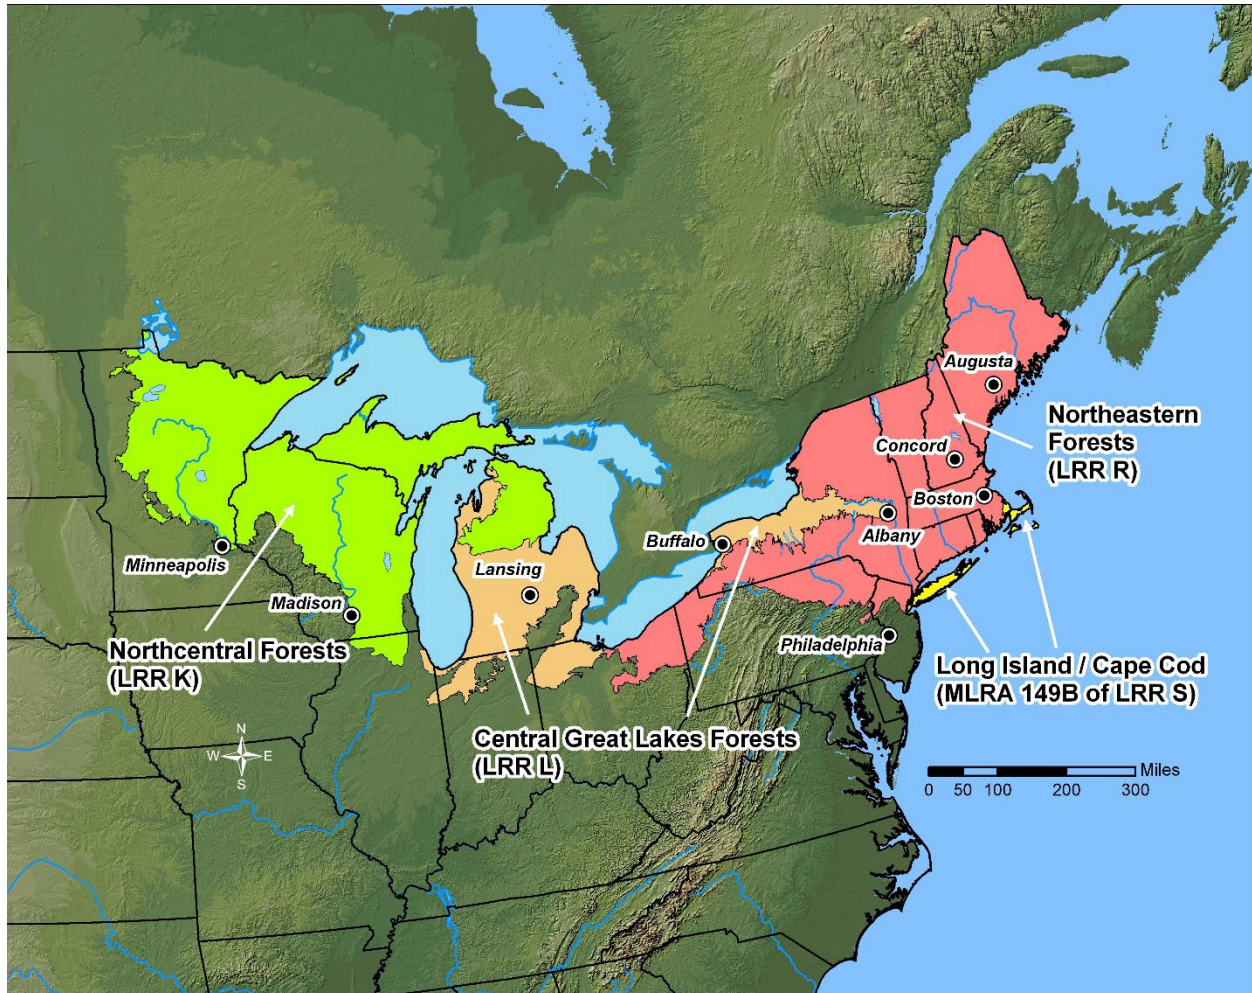 Augusta
Northeastern
Forests
(LRR R)
Concord
Boston
Buffalo
Albany
Minneapolis
Lansing
Madison
Philadelphia
Northcentral Forests
(LRR K)
Long Island / Cape Cod
(MLRA 149B of LRR S)
Central Great Lakes Forests
(LRR L)
N
W E
S
Miles
0 50 100 200 300